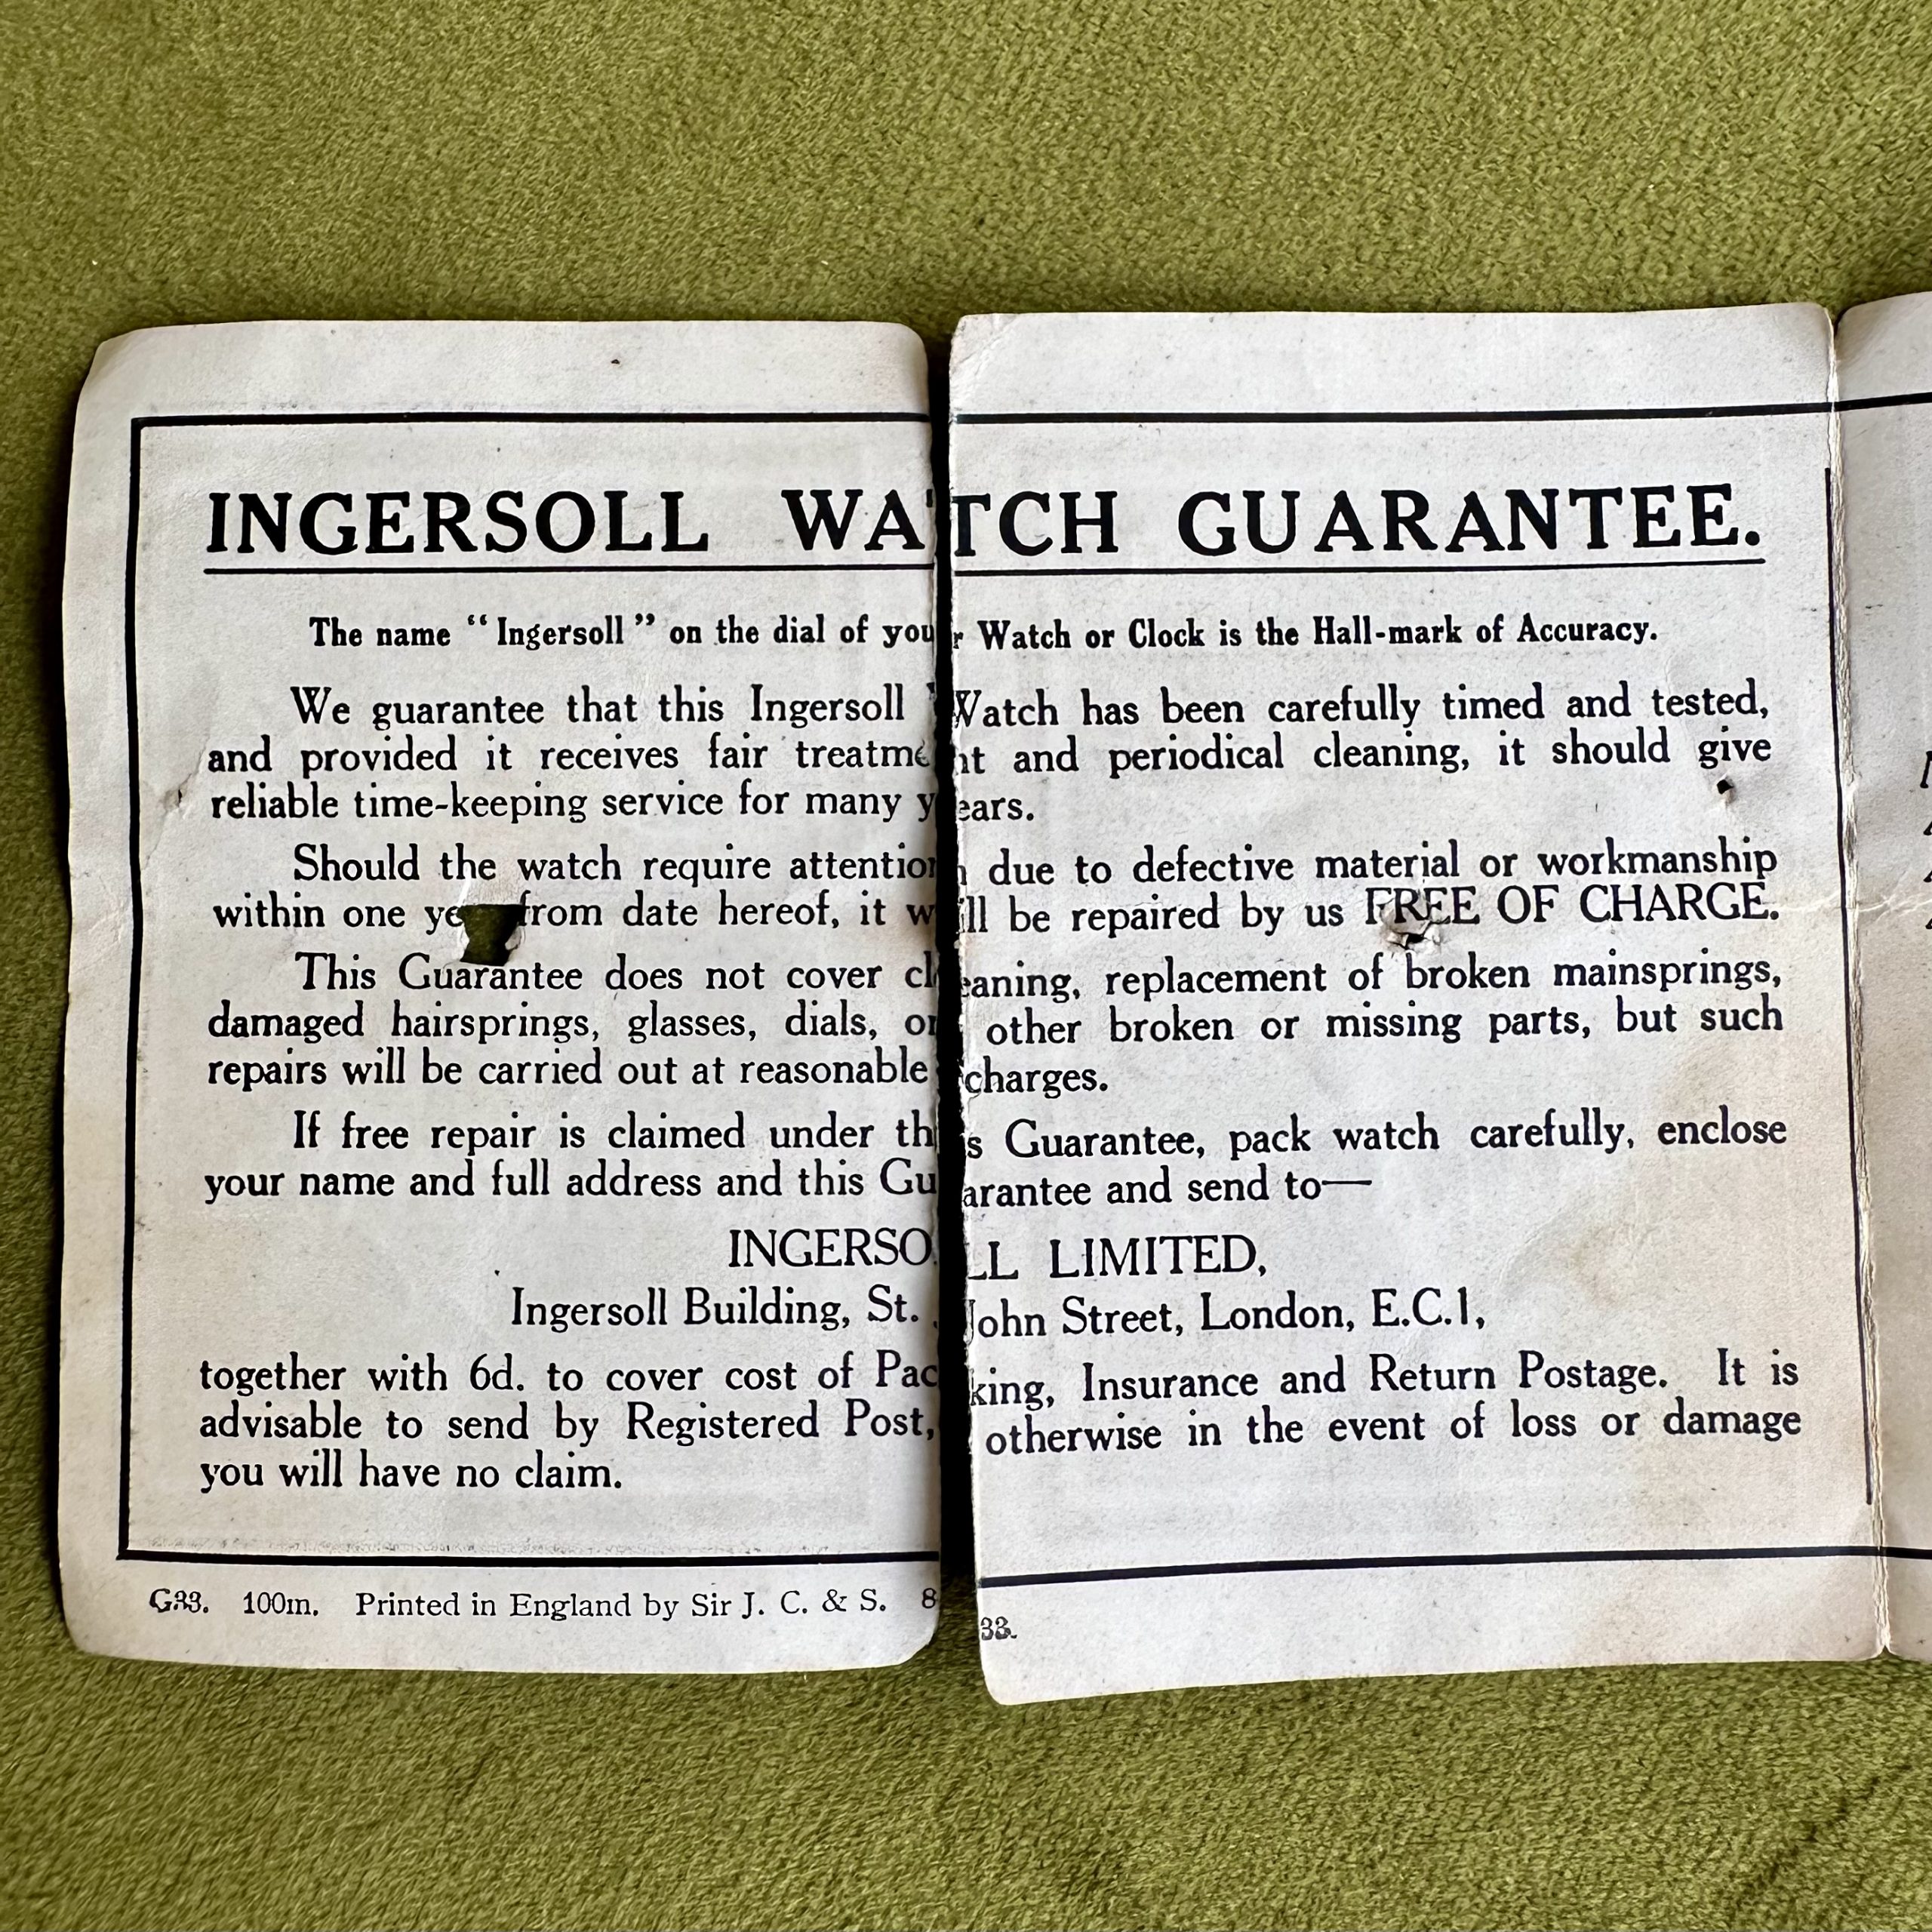 INGERSOLL WATCH GUARANTEE.
The name “Ingersoll” on the dial of your Watch or Clock is the Hall-mark of Accuracy.
We guarantee that this Ingersoll Watch has been carefully timed and tested,
and provided it receives fair treatment and periodical cleaning, it should give
reliable time-keeping service for many years.
Should the watch require attention due to defective material or workmanship
within one from date hereof, it will be repaired by us FREE OF CHARGE.
This Guarantee does not cover cleaning, replacement of broken mainsprings,
damaged hairsprings, glasses, dials, or other broken or missing parts, but such
repairs will be carried out at reasonable charges.
If free repair is claimed under this Guarantee, pack watch carefully, enclose
your name and full address and this Guarantee and send to—
INGERSOLL LIMITED,
Ingersoll Building, St. John Street, London, E.C.1,
together with 6d. to cover cost of Packing, Insurance and Return Postage. It is
advisable to send by Registered Post, otherwise in the event of loss or damage
you will have no claim.
G33. 100m. Printed in England by Sir J. C. & S. 833.